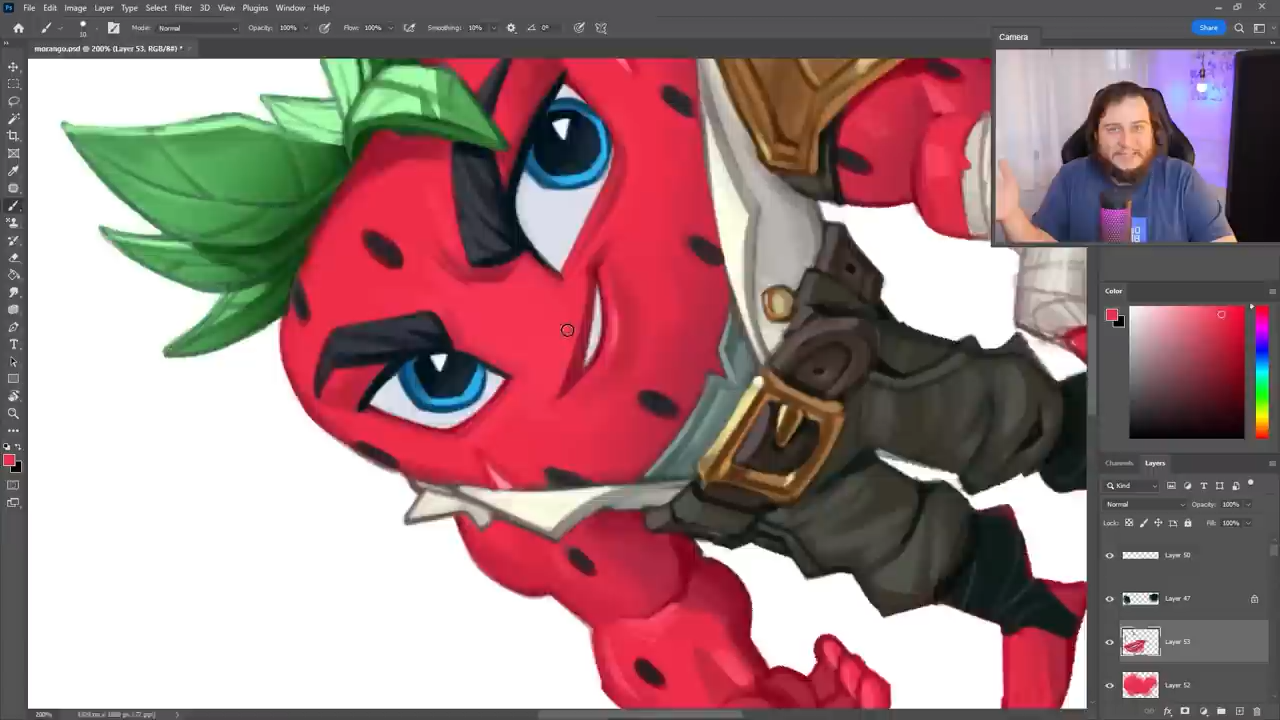 File Edit Image Layer Type Select Filter 3D View Plugins Window Help
Mode: Normal Opacity: 100% Flow: 100% Smoothing: 10% 0° Share
morango.psd @ 200% (Layer 53, RGB/8#) *
Camera
Color
Channels Layers
Kind
Normal Opacity: 100%
Lock: Fill: 100%
Layer 50
Layer 47
Layer 53
Layer 52
200%